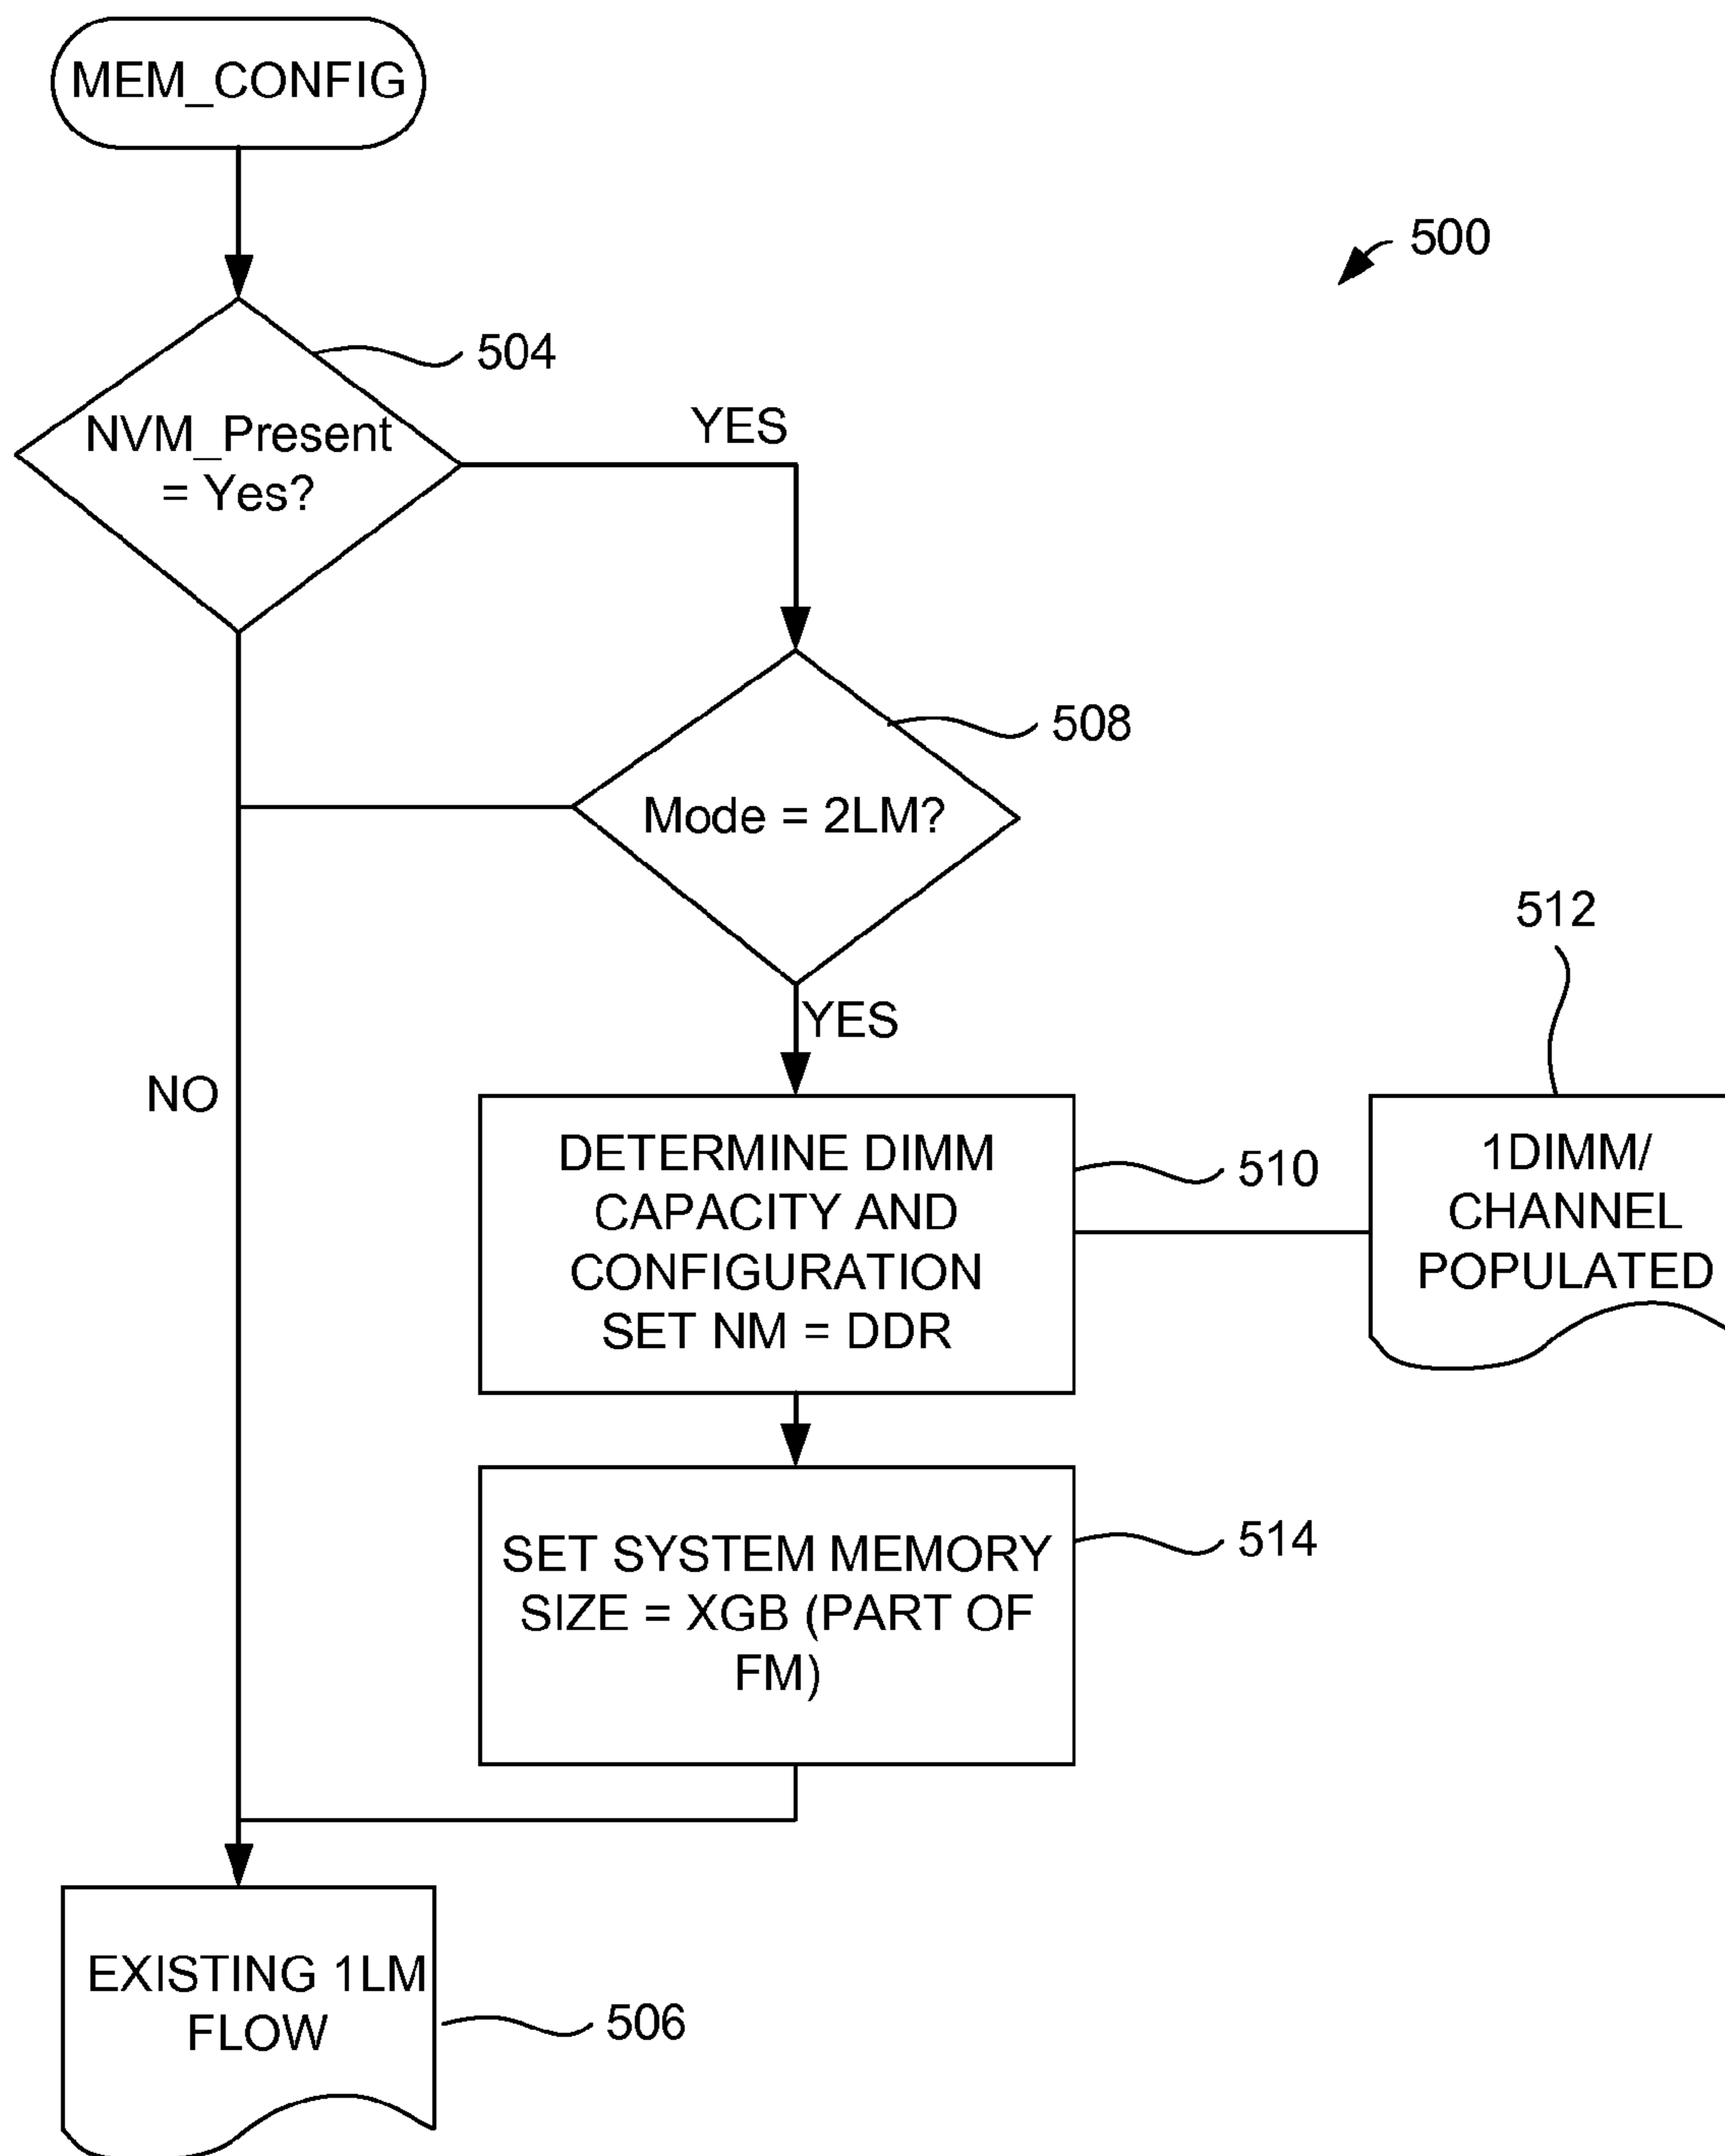 MEM_CONFIG
500
504
NVM_Present
= Yes?
YES
508
Mode = 2LM?
512
YES
NO
DETERMINE DIMM
CAPACITY AND
CONFIGURATION
SET NM = DDR
510
1DIMM/
CHANNEL
POPULATED
SET SYSTEM MEMORY
SIZE = XGB (PART OF
FM)
514
EXISTING 1LM
FLOW
506